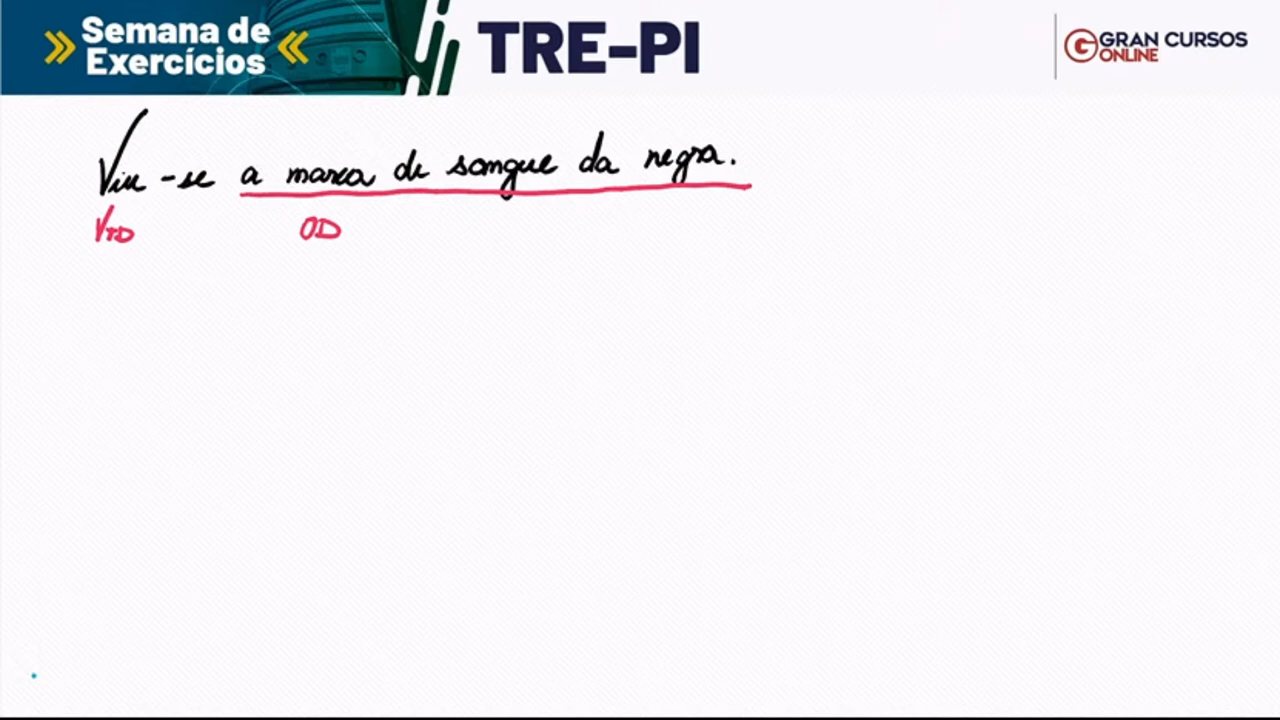 Semana de
Exercícios
TRE-PI
GRAN CURSOS
ONLINE
Viu-se a marca de sangue da negra.
VTD OD